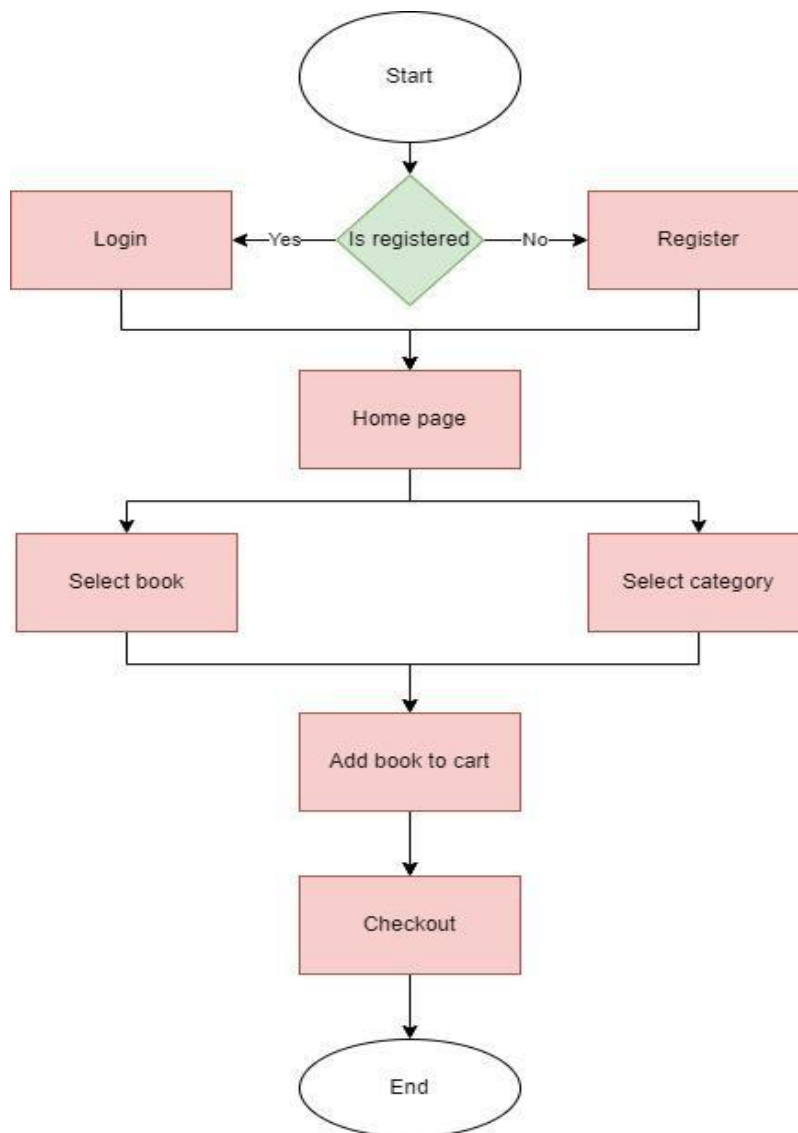 Start
Login
Yes
Is registered
No
Register
Home page
Select book
Select category
Add book to cart
Checkout
End